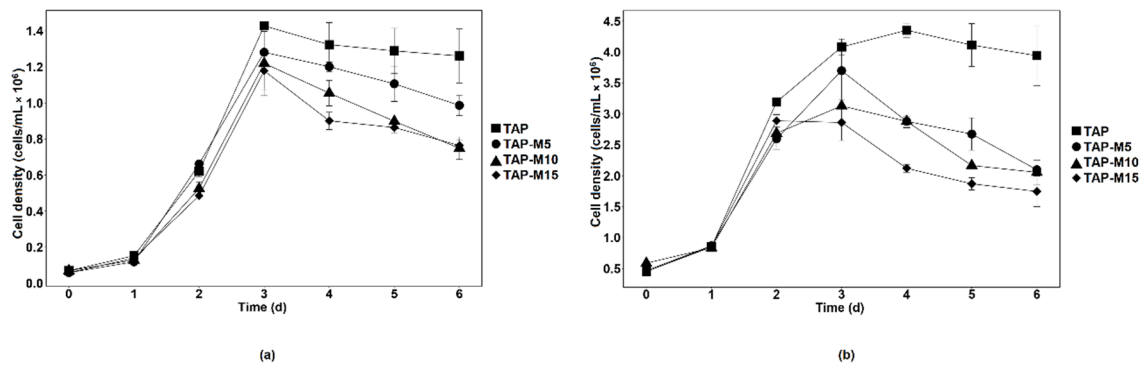 Cell density (cells/mL × 10⁶)
1.4
1.2
1.0
0.8
0.6
0.4
0.2
0.0
0 1 2 3 4 5 6
Time (d)
TAP
TAP-M5
TAP-M10
TAP-M15
(a)
Cell density (cells/mL × 10⁶)
4.5
4.0
3.5
3.0
2.5
2.0
1.5
1.0
0.5
0 1 2 3 4 5 6
Time (d)
TAP
TAP-M5
TAP-M10
TAP-M15
(b)